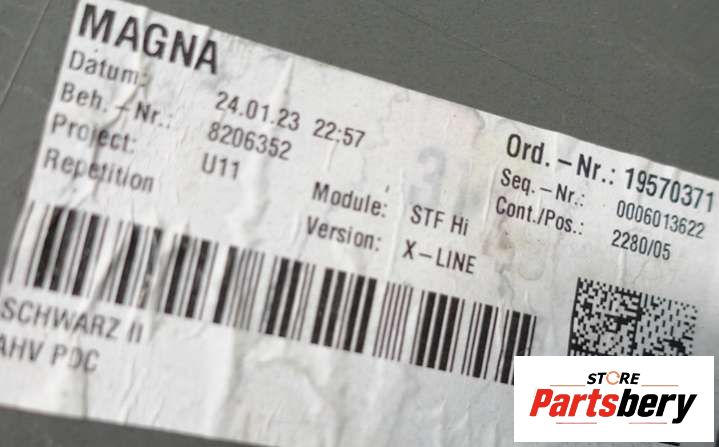 MAGNA
Datum: 24.01.23 22:57
Beh.-Nr.: 8206352
Project: U11
Repetition
Module: STF Hi
Version: X-LINE
Ord.-Nr.: 19570371
Seq.-Nr.: 0006013622
Cont./Pos.: 2280/05
SCHWARZ II
AHV PDC
STORE
Partsbery